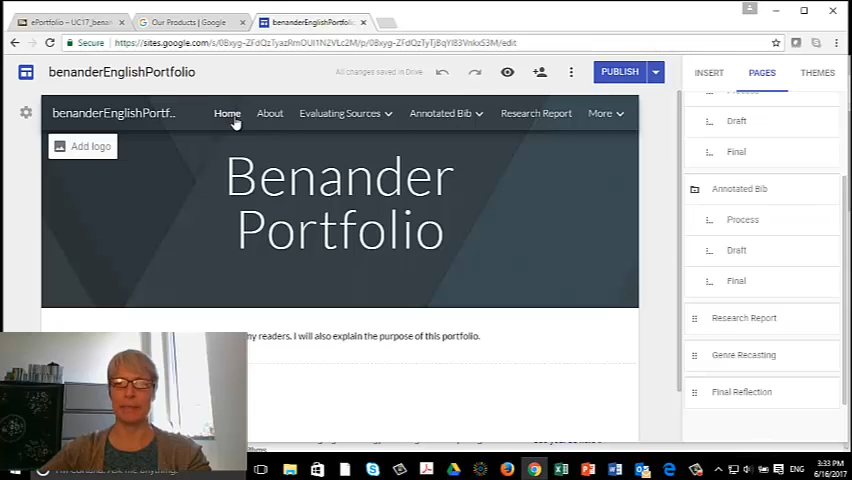 ePortfolio – UC17_benan
Our Products | Google
benanderEnglishPortfolio
Secure
benanderEnglishPortfolio
All changes saved in Drive
PUBLISH
INSERT
PAGES
THEMES
benanderEnglishPortf..
Home
About
Evaluating Sources
Annotated Bib
Research Report
More
Add logo
Benander
Portfolio
my readers. I will also explain the purpose of this portfolio.
Draft
Final
Annotated Bib
Process
Draft
Final
Research Report
Genre Recasting
Final Reflection
ENG
3:33 PM
6/16/2017